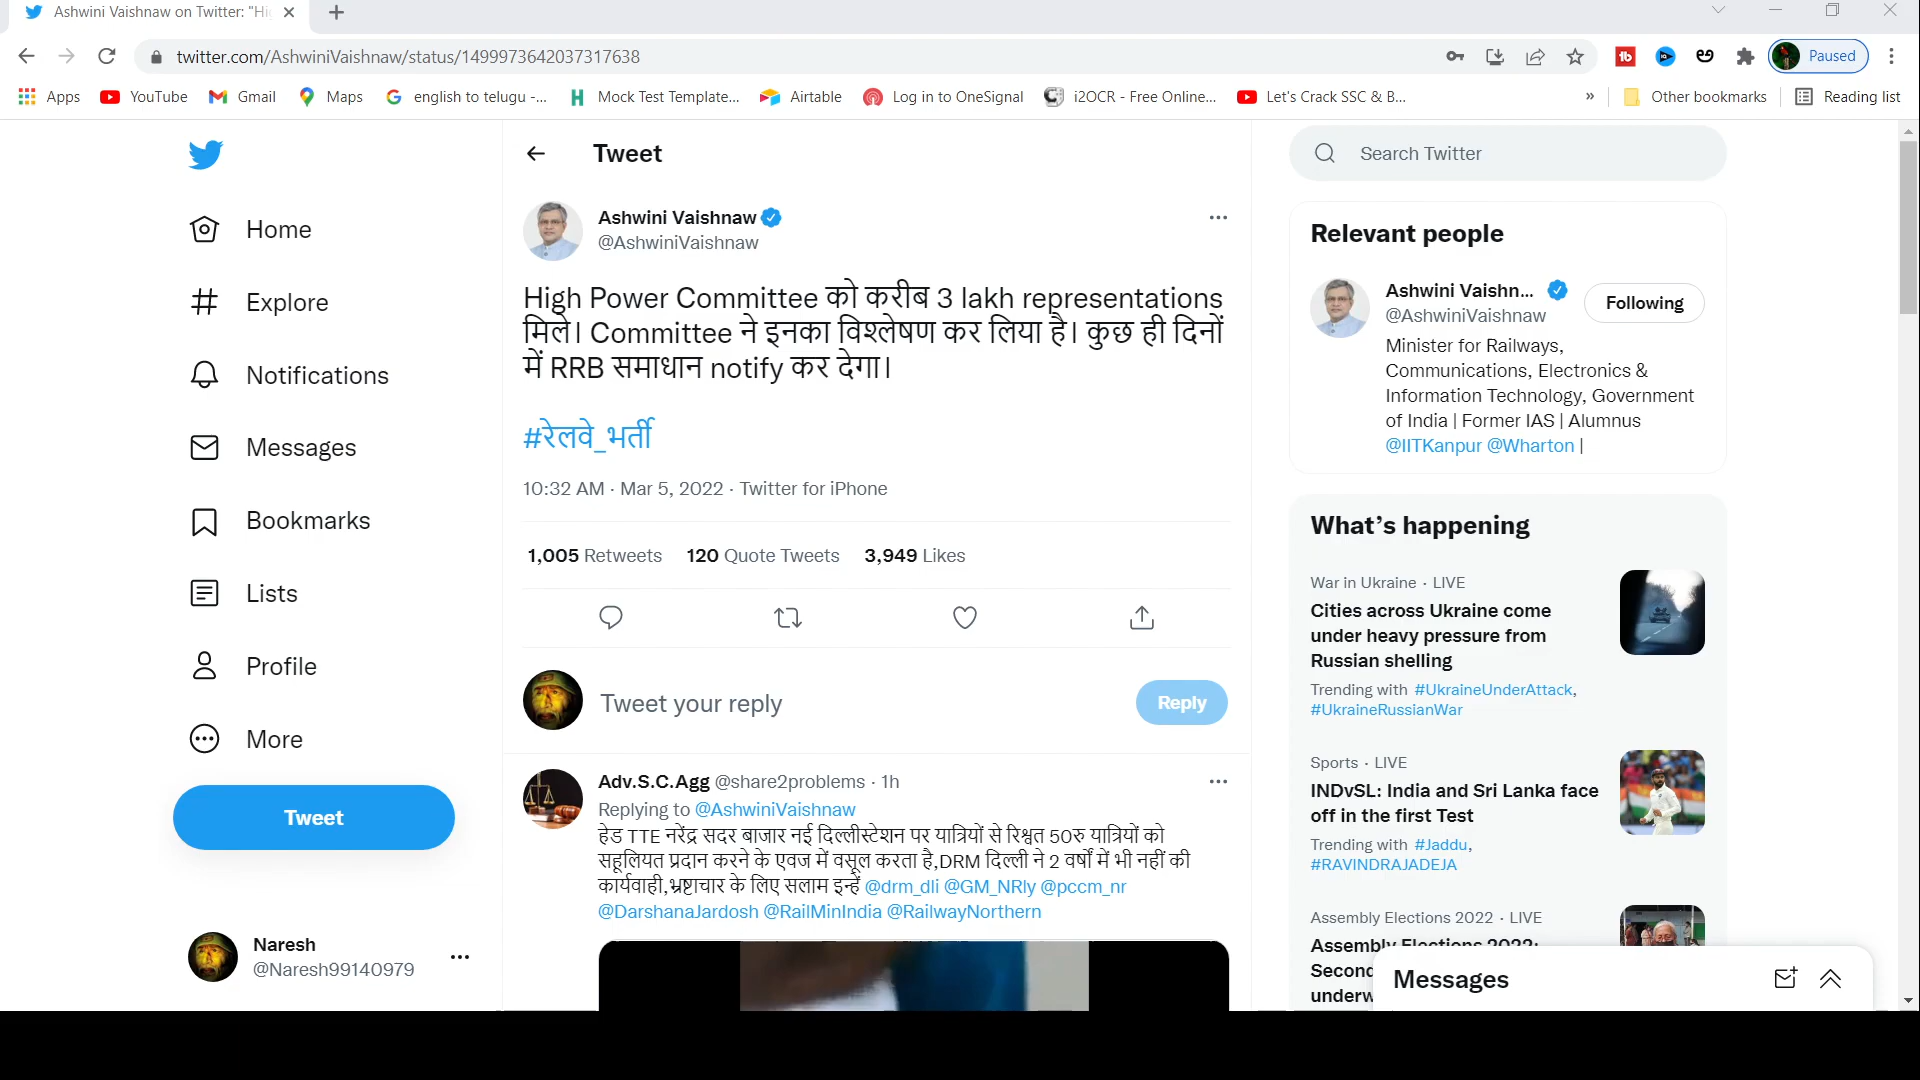 Ashwini Vaishnaw on Twitter: "Hi
twitter.com/AshwiniVaishnaw/status/1499973642037317638
Paused
Apps
YouTube
Gmail
Maps
english to telugu -...
Mock Test Template...
Airtable
Log in to OneSignal
i2OCR - Free Online...
Let's Crack SSC & B...
»
Other bookmarks
Reading list
Home
Explore
Notifications
Messages
Bookmarks
Lists
Profile
More
Tweet
Naresh
@Naresh99140979
Tweet
Ashwini Vaishnaw
@AshwiniVaishnaw
High Power Committee को करीब 3 lakh representations
मिले। Committee ने इनका विश्लेषण कर लिया है। कुछ ही दिनों
में RRB समाधान notify कर देगा।
#रेलवे_भर्ती
10:32 AM · Mar 5, 2022 · Twitter for iPhone
1,005 Retweets 120 Quote Tweets 3,949 Likes
Tweet your reply
Reply
Adv.S.C.Agg @share2problems · 1h
Replying to @AshwiniVaishnaw
हेड TTE नरेंद्र सदर बाजार नई दिल्लीस्टेशन पर यात्रियों से रिश्वत 50रु यात्रियों को
सहूलियत प्रदान करने के एवज में वसूल करता है,DRM दिल्ली ने 2 वर्षों में भी नहीं की
कार्यवाही,भ्रष्टाचार के लिए सलाम इन्हें @drm_dli @GM_NRly @pccm_nr
@DarshanaJardosh @RailMinIndia @RailwayNorthern
Search Twitter
Relevant people
Ashwini Vaishn...
@AshwiniVaishnaw
Following
Minister for Railways,
Communications, Electronics &
Information Technology, Government
of India | Former IAS | Alumnus
@IITKanpur @Wharton |
What's happening
War in Ukraine · LIVE
Cities across Ukraine come
under heavy pressure from
Russian shelling
Trending with #UkraineUnderAttack,
#UkraineRussianWar
Sports · LIVE
INDvSL: India and Sri Lanka face
off in the first Test
Trending with #Jaddu,
#RAVINDRAJADEJA
Assembly Elections 2022 · LIVE
Assembly Elections 2022:
Second
underw
Messages